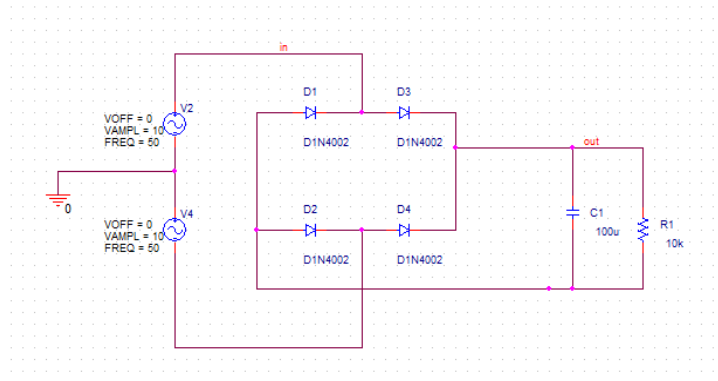 in
V2
VOFF = 0
VAMPL = 10
FREQ = 50
0
V4
VOFF = 0
VAMPL = 10
FREQ = 50
D1
D3
D1N4002
D1N4002
D2
D4
D1N4002
D1N4002
out
C1
100u
R1
10k